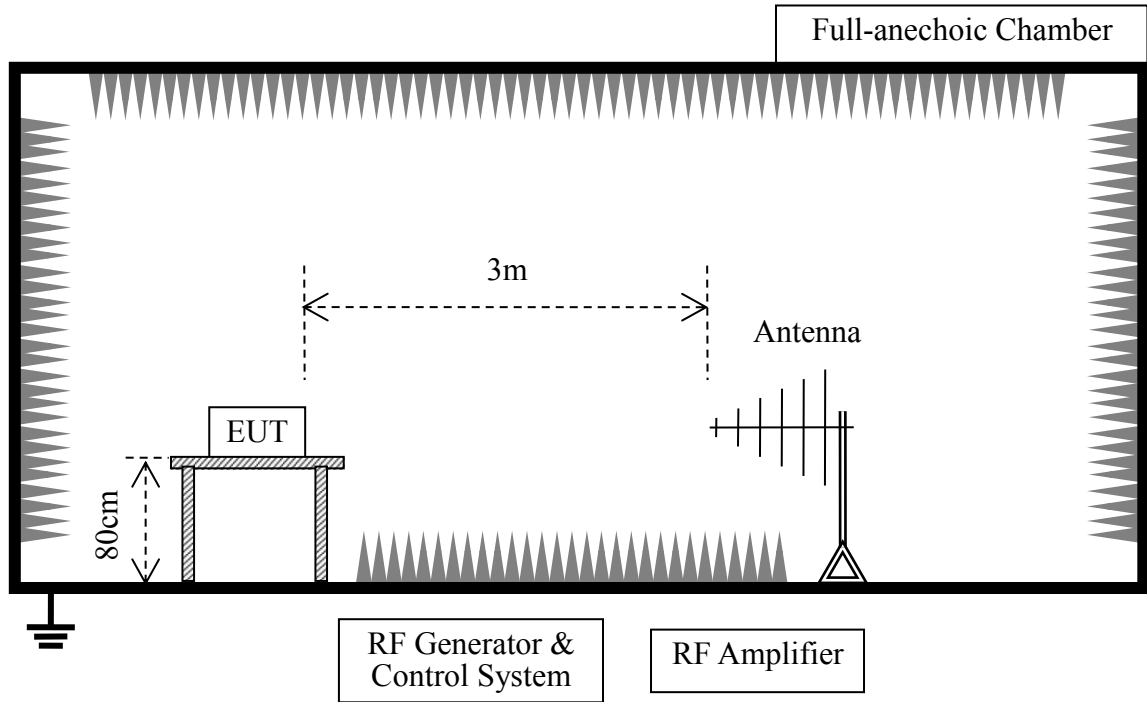 Full-anechoic Chamber
3m
Antenna
EUT
80cm
RF Generator &
Control System
RF Amplifier